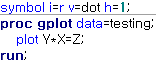 symbol i=r v=dot h=1;
proc gplot data=testing;
plot Y*X=Z;
run;